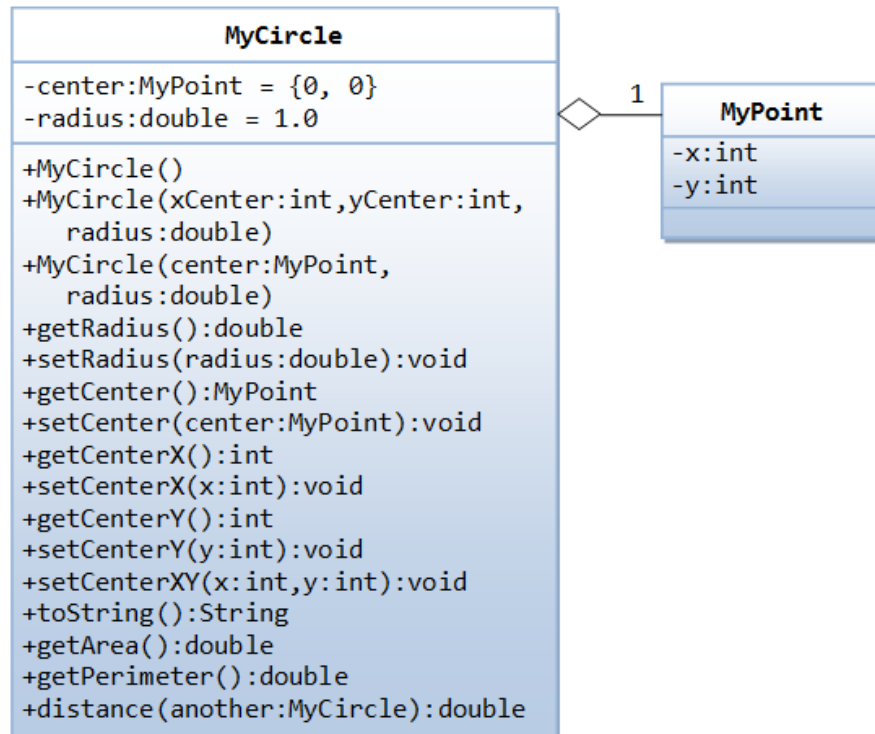 MyCircle
-center:MyPoint = {0, 0}
-radius:double = 1.0
+MyCircle()
+MyCircle(xCenter:int,yCenter:int,
radius:double)
+MyCircle(center:MyPoint,
radius:double)
+getRadius():double
+setRadius(radius:double):void
+getCenter():MyPoint
+setCenter(center:MyPoint):void
+getCenterX():int
+setCenterX(x:int):void
+getCenterY():int
+setCenterY(y:int):void
+setCenterXY(x:int,y:int):void
+toString():String
+getArea():double
+getPerimeter():double
+distance(another:MyCircle):double
1
MyPoint
-x:int
-y:int